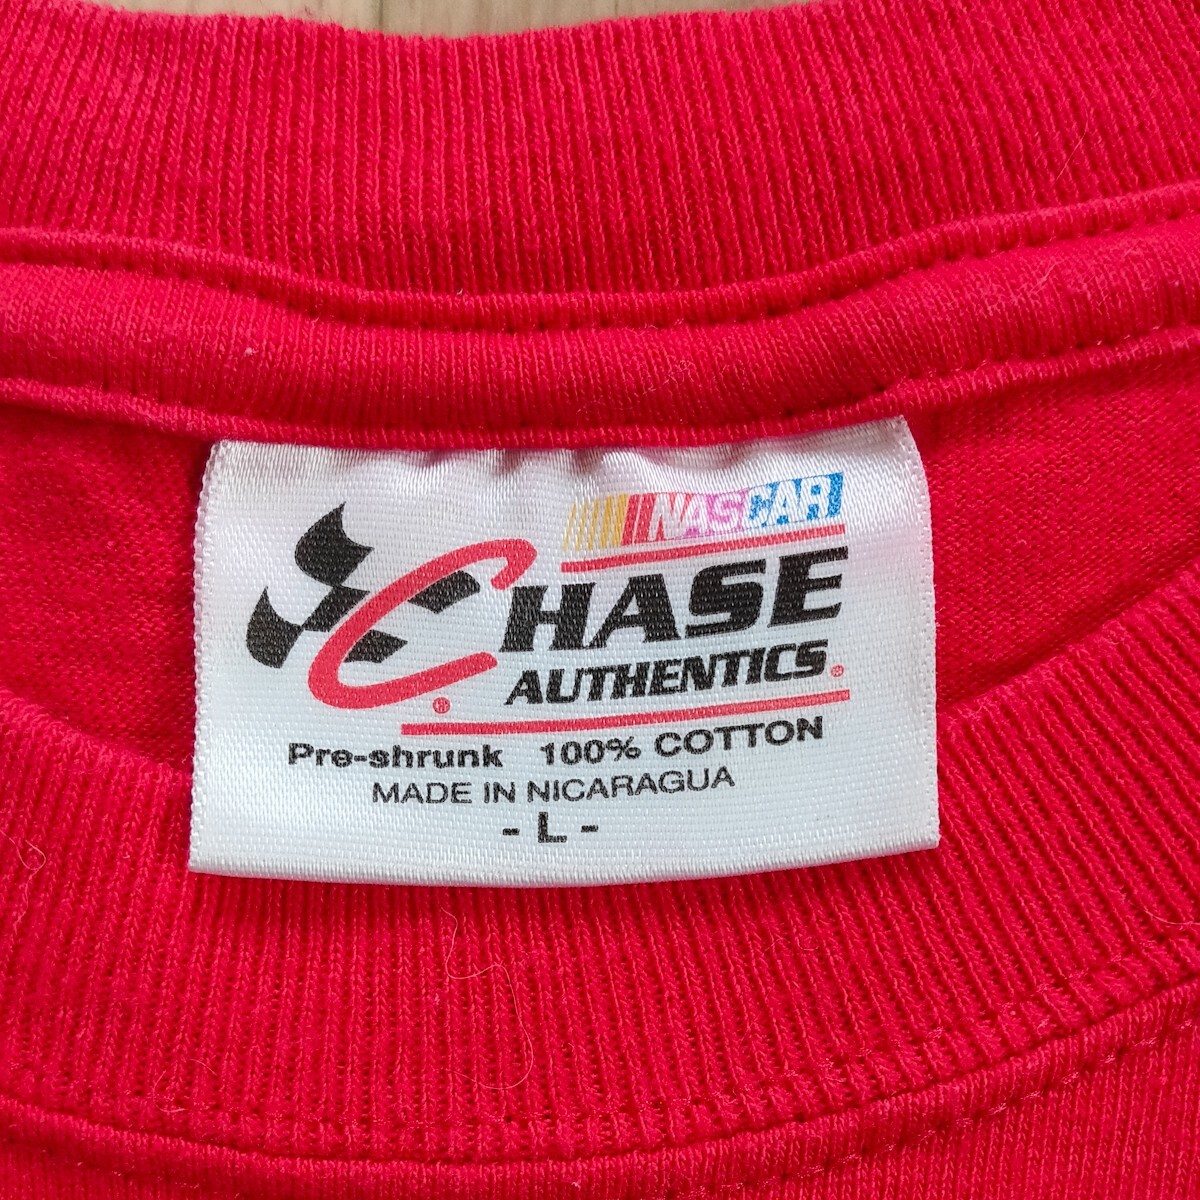 NASCAR
CHASE
AUTHENTICS®
Pre-shrunk 100% COTTON
MADE IN NICARAGUA
- L -